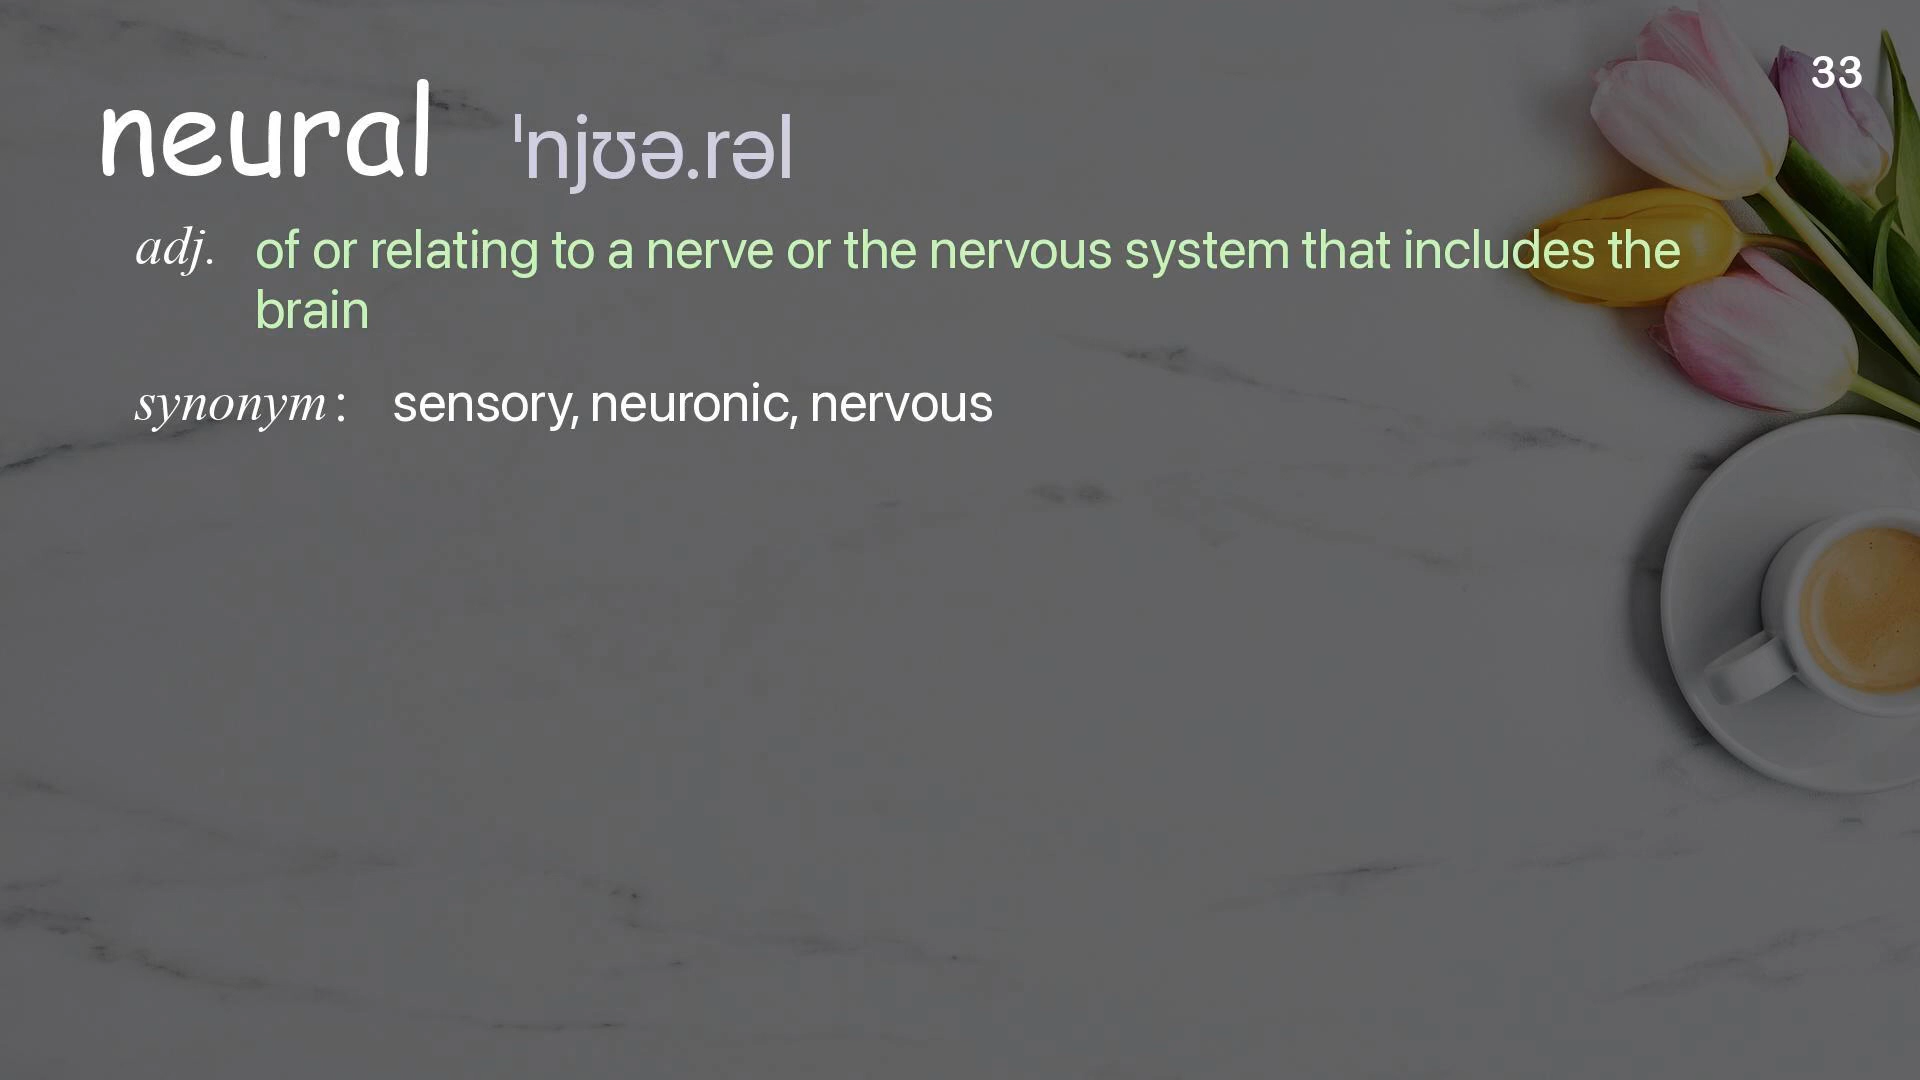 33
neural ˈnjʊə.rəl
adj. of or relating to a nerve or the nervous system that includes the
brain
synonym: sensory, neuronic, nervous